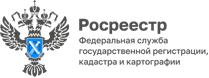 Росреестр
Федеральная служба
государственной регистрации,
кадастра и картографии